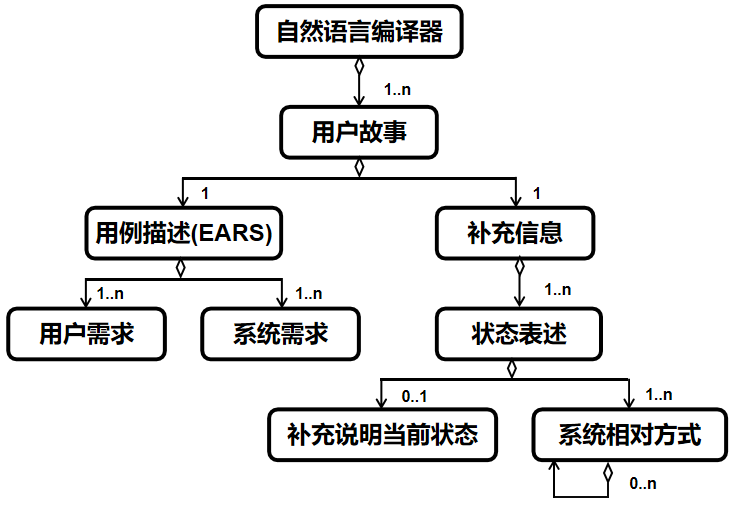 自然语言编译器
1..n
用户故事
1
1
用例描述(EARS)
补充信息
1..n
1..n
1..n
用户需求
系统需求
状态表述
0..1
1..n
补充说明当前状态
系统相对方式
0..n